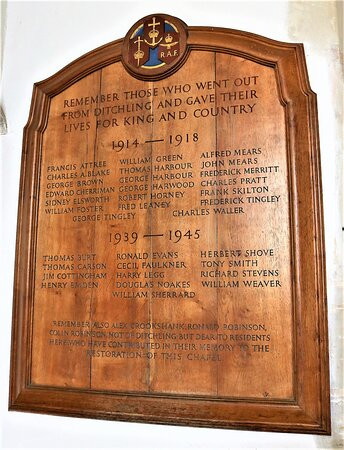 R.A.F.
REMEMBER THOSE WHO WENT OUT
FROM DITCHLING AND GAVE THEIR
LIVES FOR KING AND COUNTRY
1914 — 1918
FRANCIS ATTREE WILLIAM GREEN ALFRED MEARS
CHARLES A. BLAKE THOMAS HARBOUR JOHN MEARS
GEORGE BROWN GEORGE HARBOUR FREDERICK MERRITT
EDWARD CHERRIMAN GEORGE HARWOOD CHARLES PRATT
SIDNEY ELSWORTH ROBERT HORNEY FRANK SKILTON
WILLIAM FOSTER FRED LEANEY FREDERICK TINGLEY
GEORGE TINGLEY CHARLES WALLER
1939 — 1945
THOMAS BURT RONALD EVANS HERBERT SHOVE
THOMAS CARSON CECIL FAULKNER TONY SMITH
JIM COTTINGHAM HARRY LEGG RICHARD STEVENS
HENRY DOUGLAS NOAKES WILLIAM WEAVER
WILLIAM SHERRARD
REMEMBER ALSO ALEX CROOKSHANK, RONALD ROBINSON,
COLIN ROBINSON, NOT OF DITCHLING BUT DEAR TO RESIDENTS
HERE WHO HAVE CONTRIBUTED IN THEIR MEMORY TO THE
RESTORATION OF THIS CHAPEL